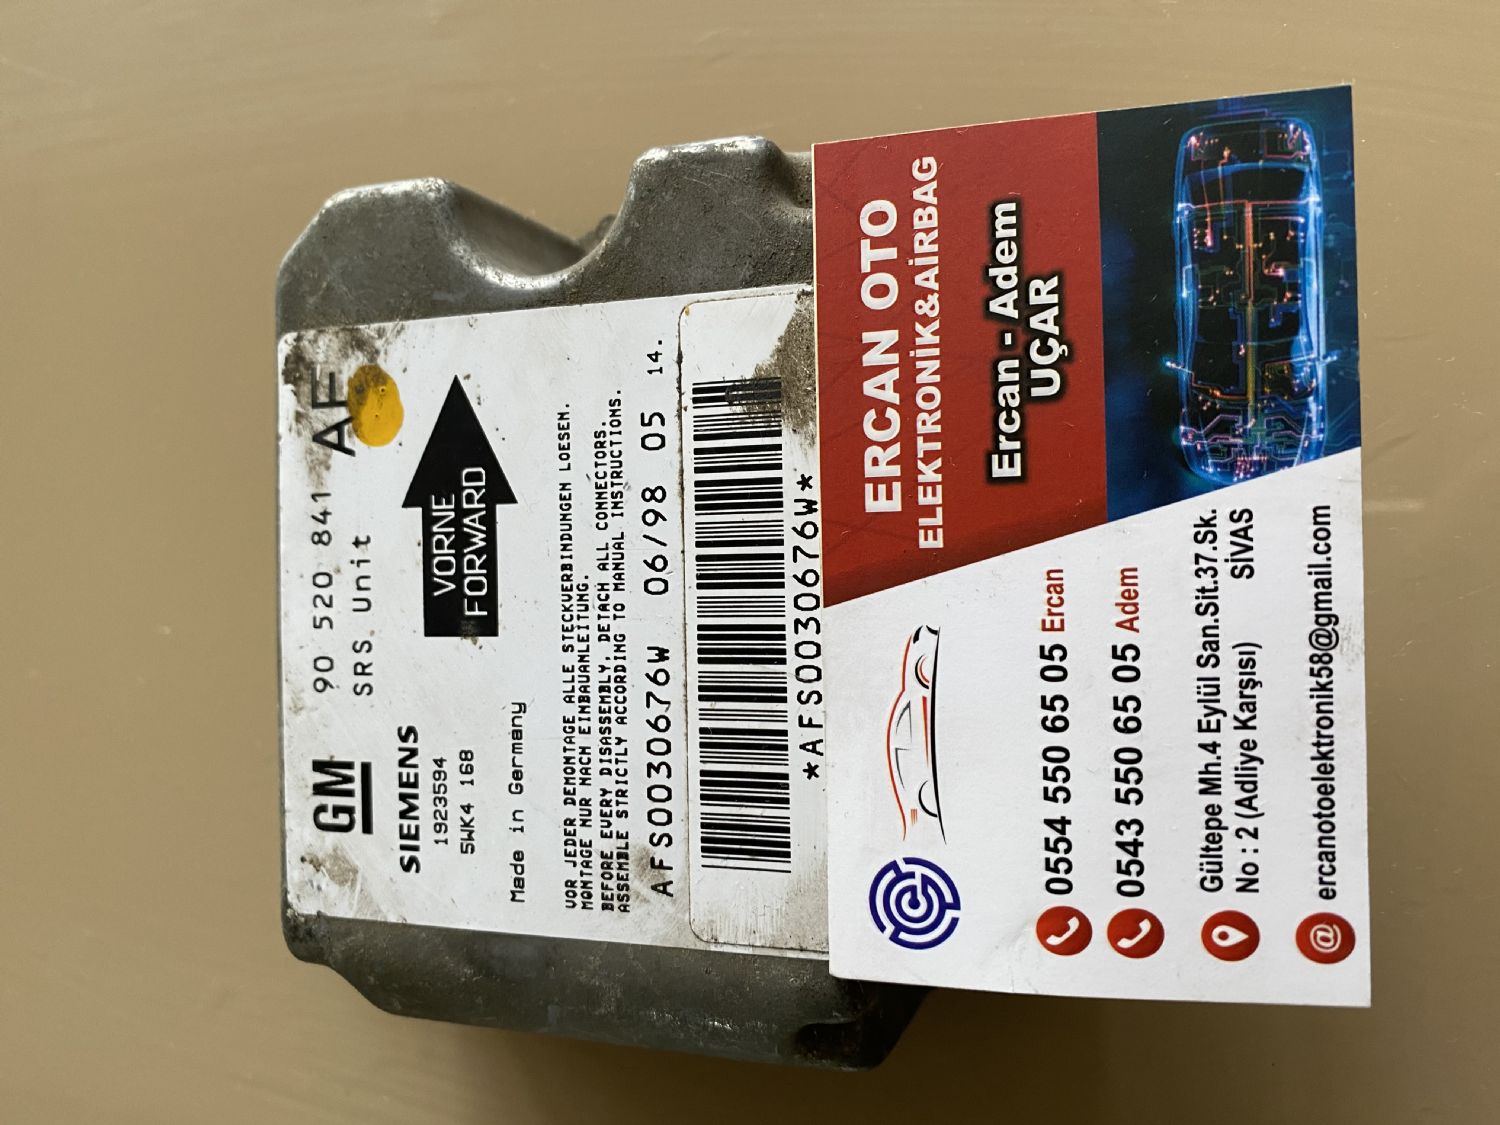 GM 90 520 841 AF
SRS Unit
SIEMENS
1923594
5WK4 168
VORNE
FORWARD
Made in Germany
VOR JEDER DEMONTAGE ALLE STECKVERBINDUNGEN LOESEN.
MONTAGE NUR NACH EINBAUANLEITUNG.
BEFORE EVERY DISASSEMBLY, DETACH ALL CONNECTORS.
ASSEMBLE STRICTLY ACCORDING TO MANUAL INSTRUCTIONS.
AFS0030676W 06/98 05 14.
*AFS0030676W*
ERCAN OTO
ELEKTRONİK&AİRBAG
Ercan - Adem
UÇAR
0554 550 65 05 Ercan
0543 550 65 05 Adem
Gültepe Mh.4 Eylül San.Sit.37.Sk.
No : 2 (Adliye Karşısı) SİVAS
@ ercanotoelektronik58@gmail.com